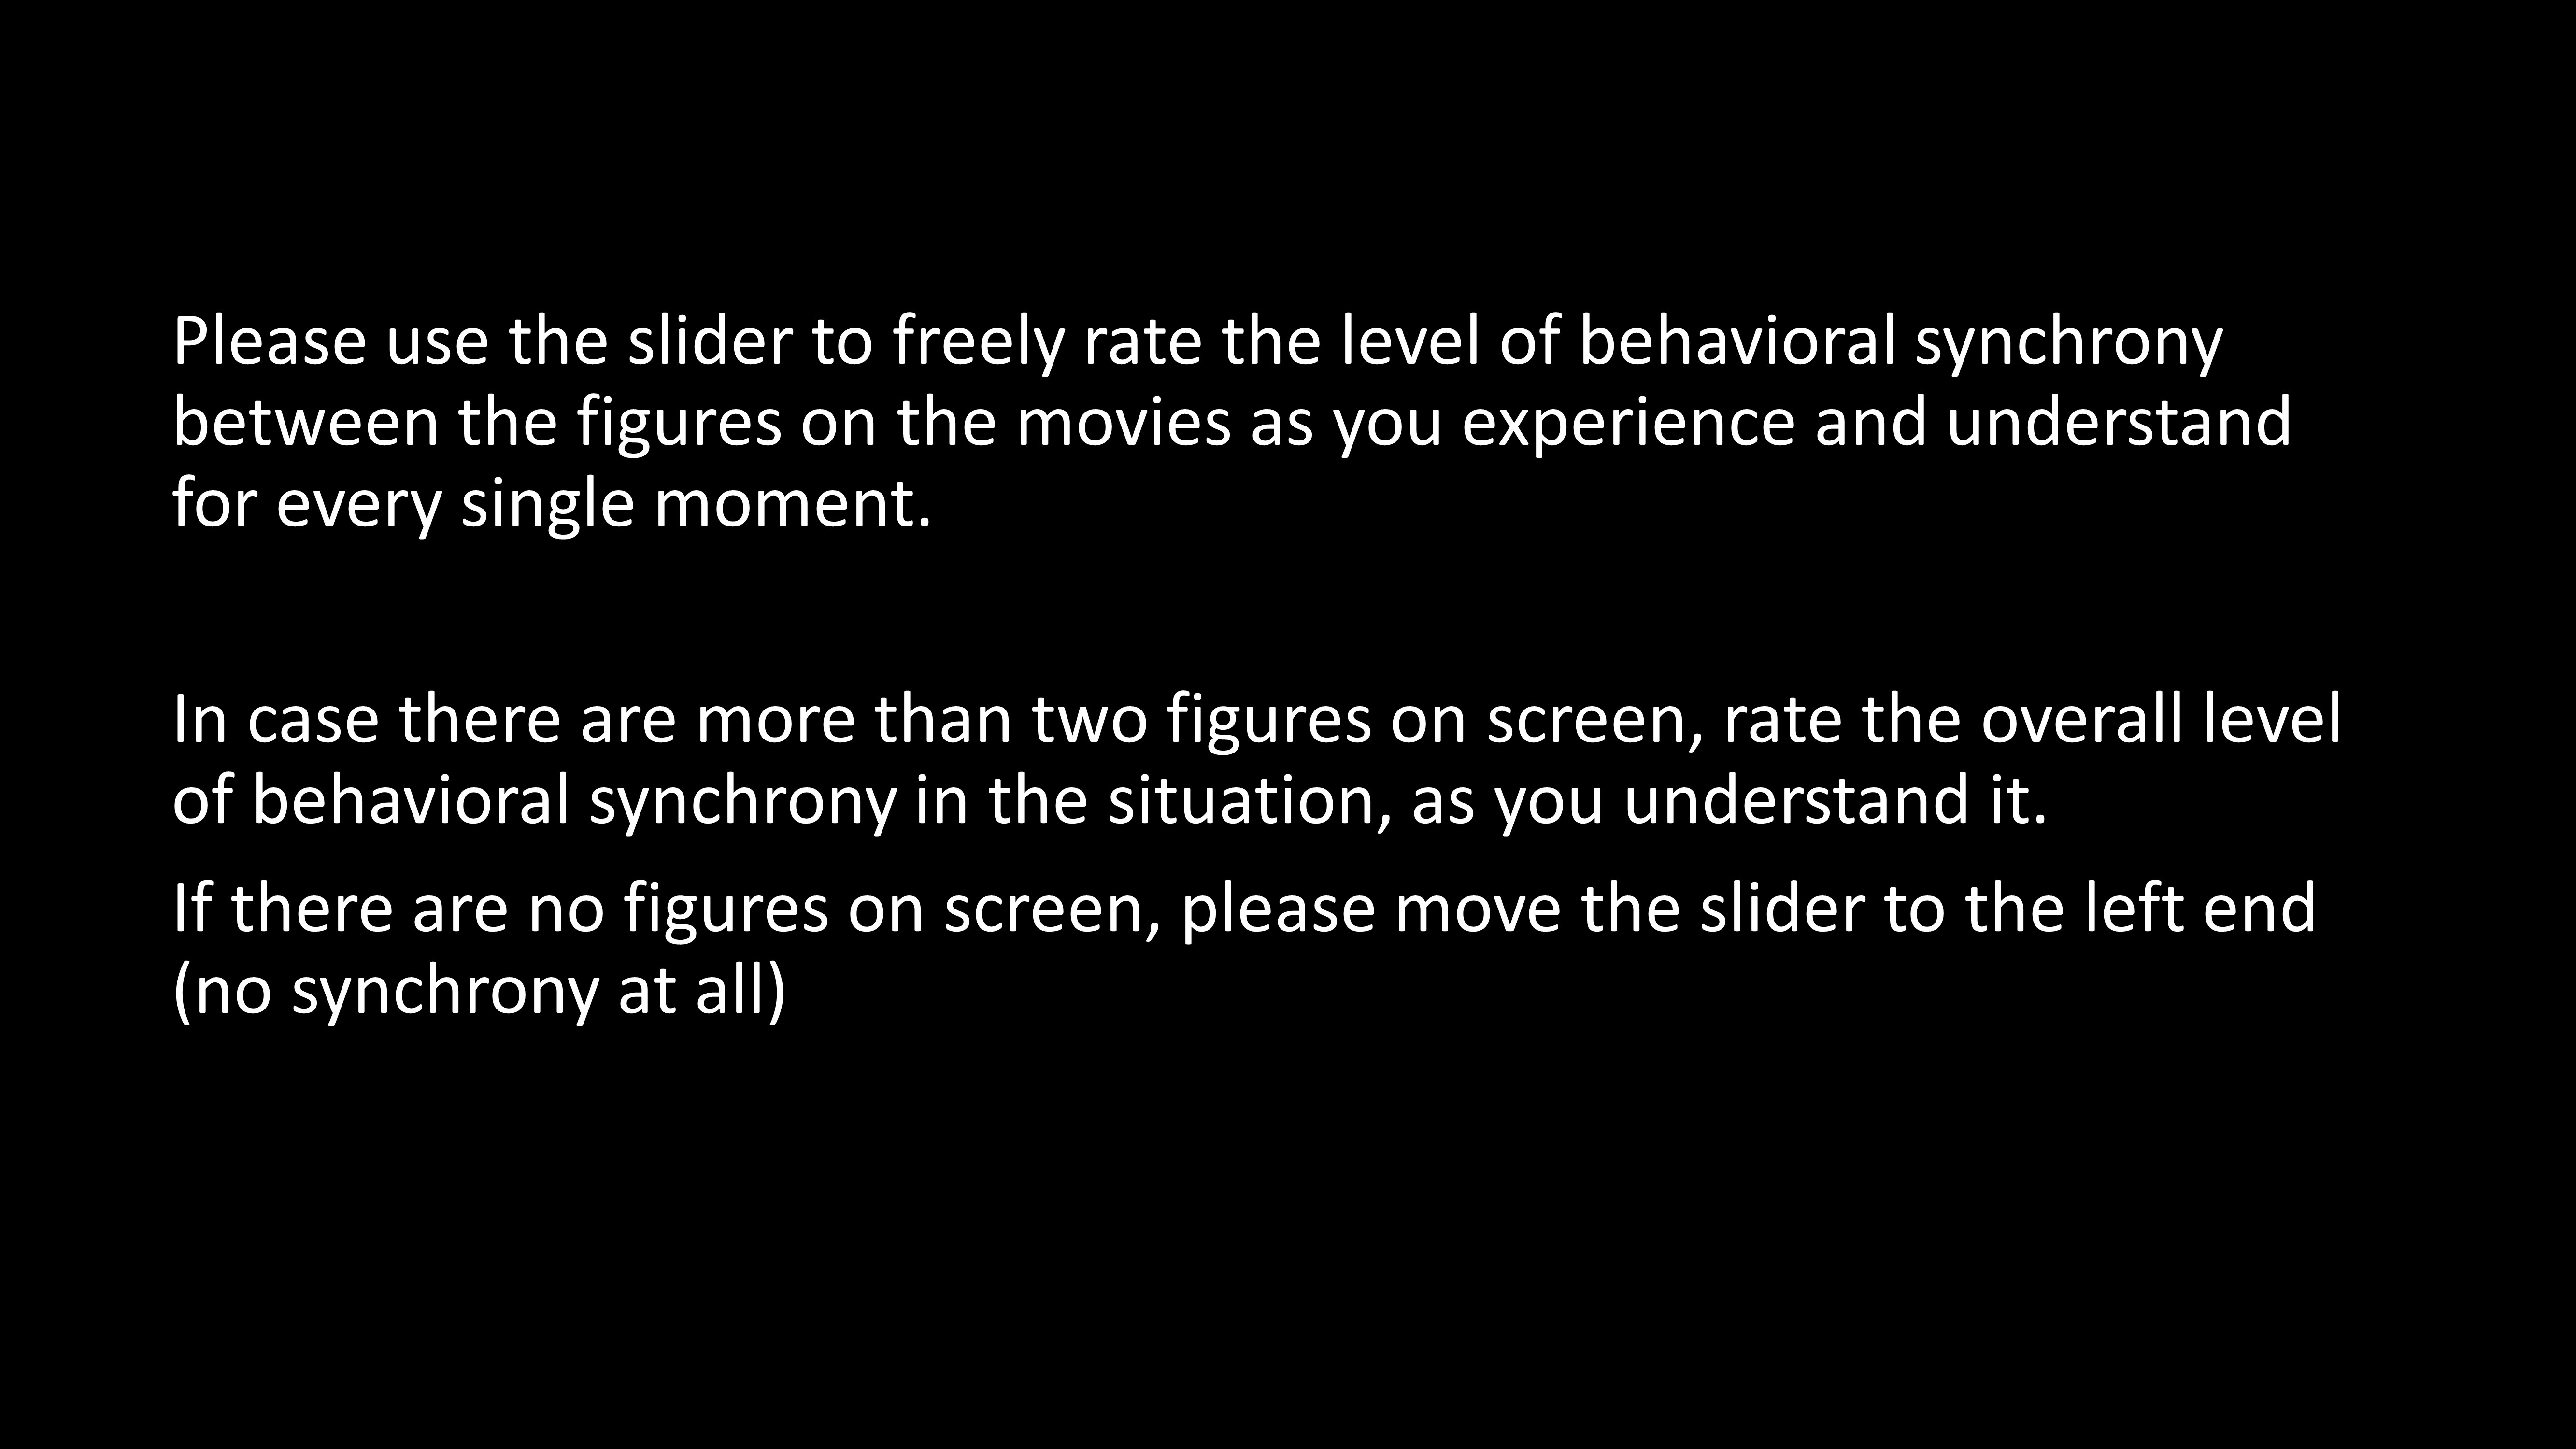 Please use the slider to freely rate the level of behavioral synchrony
between the figures on the movies as you experience and understand
for every single moment.
In case there are more than two figures on screen, rate the overall level
of behavioral synchrony in the situation, as you understand it.
If there are no figures on screen, please move the slider to the left end
(no synchrony at all)